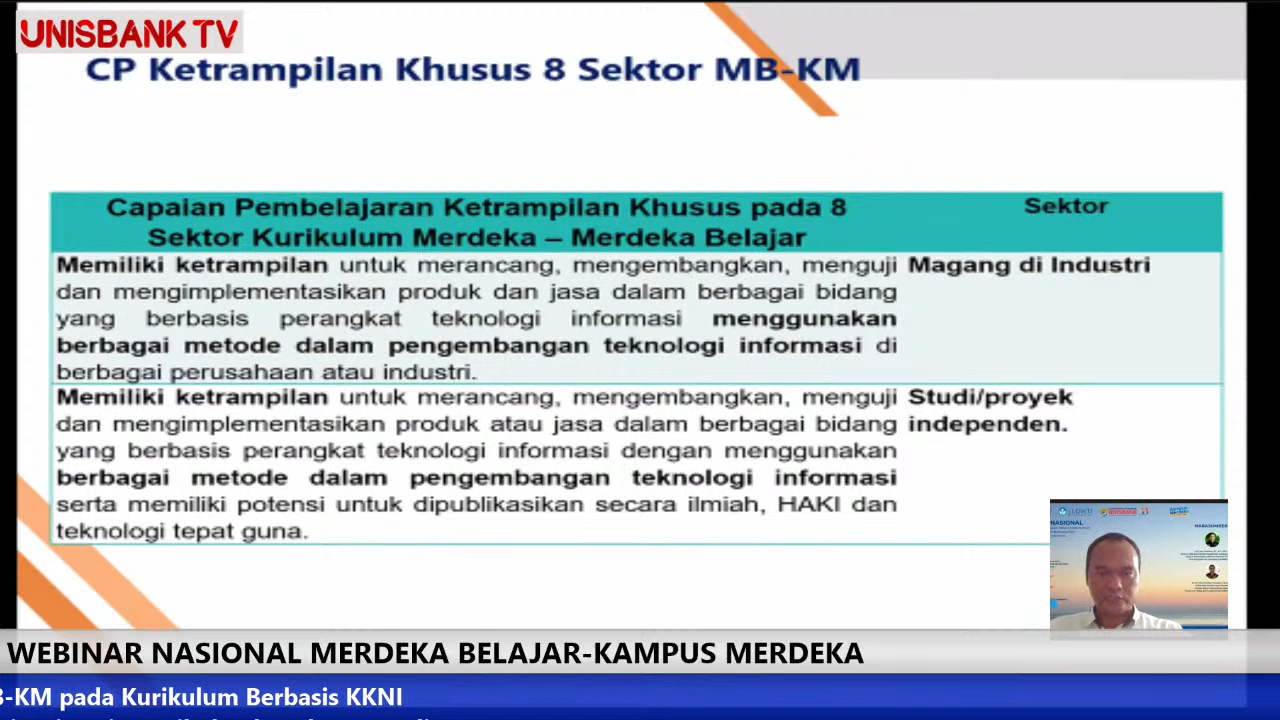 UNISBANK TV
CP Ketrampilan Khusus 8 Sektor MB-KM
Capaian Pembelajaran Ketrampilan Khusus pada 8
Sektor Kurikulum Merdeka – Merdeka Belajar
Sektor
Memiliki ketrampilan untuk merancang, mengembangkan, menguji
dan mengimplementasikan produk dan jasa dalam berbagai bidang
yang berbasis perangkat teknologi informasi menggunakan
berbagai metode dalam pengembangan teknologi informasi di
berbagai perusahaan atau industri.
Magang di Industri
Memiliki ketrampilan untuk merancang, mengembangkan, menguji
dan mengimplementasikan produk atau jasa dalam berbagai bidang
yang berbasis perangkat teknologi informasi dengan menggunakan
berbagai metode dalam pengembangan teknologi informasi
serta memiliki potensi untuk dipublikasikan secara ilmiah, HAKI dan
teknologi tepat guna.
Studi/proyek
independen.
NASIONAL
UNISBANK
WEBINAR NASIONAL MERDEKA BELAJAR-KAMPUS MERDEKA
B-KM pada Kurikulum Berbasis KKNI